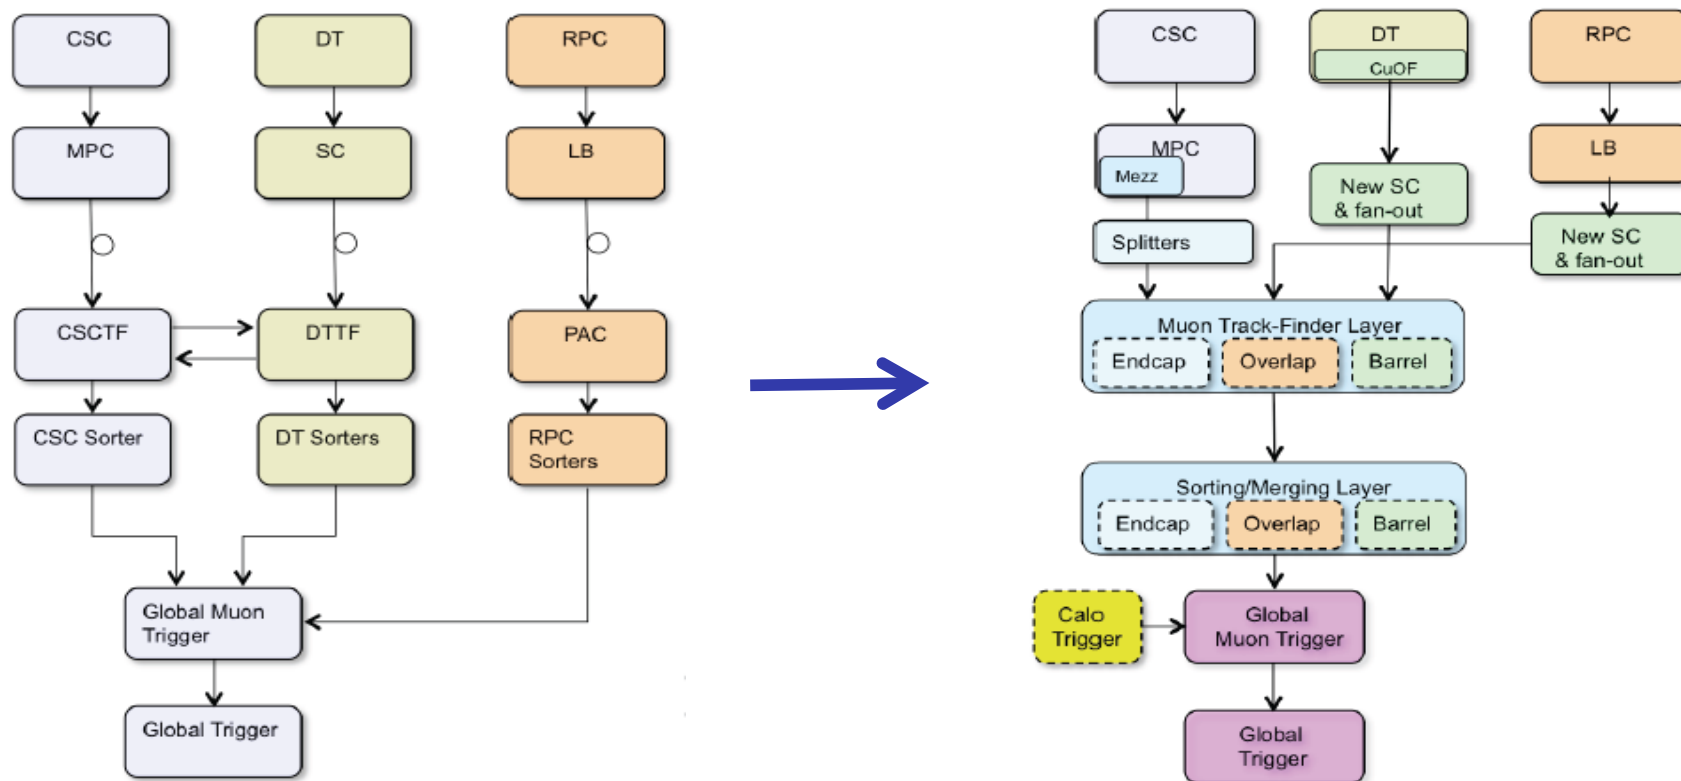 CSC
DT
RPC
MPC
SC
LB
CSCTF
DTTF
PAC
CSC Sorter
DT Sorters
RPC
Sorters
Global Muon
Trigger
Global Trigger
CSC
DT
CuOF
RPC
MPC
Mezz
LB
New SC
& fan-out
Splitters
New SC
& fan-out
Muon Track-Finder Layer
Endcap
Overlap
Barrel
Sorting/Merging Layer
Endcap
Overlap
Barrel
Calo
Trigger
Global
Muon Trigger
Global
Trigger